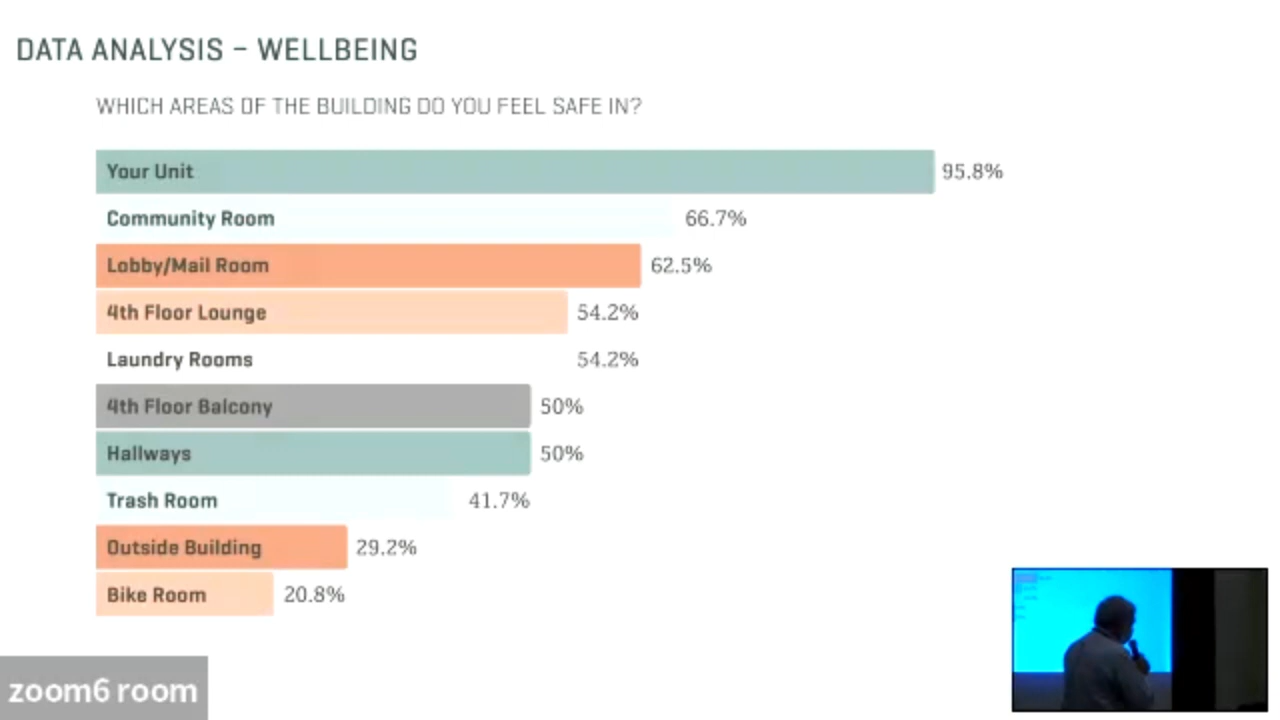 DATA ANALYSIS – WELLBEING
WHICH AREAS OF THE BUILDING DO YOU FEEL SAFE IN?
Your Unit 95.8%
Community Room 66.7%
Lobby/Mail Room 62.5%
4th Floor Lounge 54.2%
Laundry Rooms 54.2%
4th Floor Balcony 50%
Hallways 50%
Trash Room 41.7%
Outside Building 29.2%
Bike Room 20.8%
zoom6 room